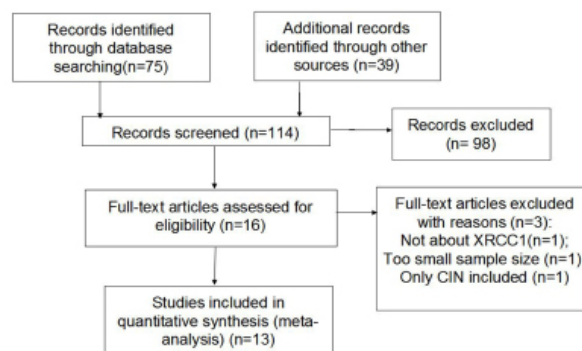 Records identified
through database
searching(n=75)
Additional records
identified through other
sources (n=39)
Records screened (n=114)
Records excluded
(n= 98)
Full-text articles assessed for
eligibility (n=16)
Full-text articles excluded
with reasons (n=3):
Not about XRCC1(n=1);
Too small sample size (n=1)
Only CIN included (n=1)
Studies included in
quantitative synthesis (meta-
analysis) (n=13)